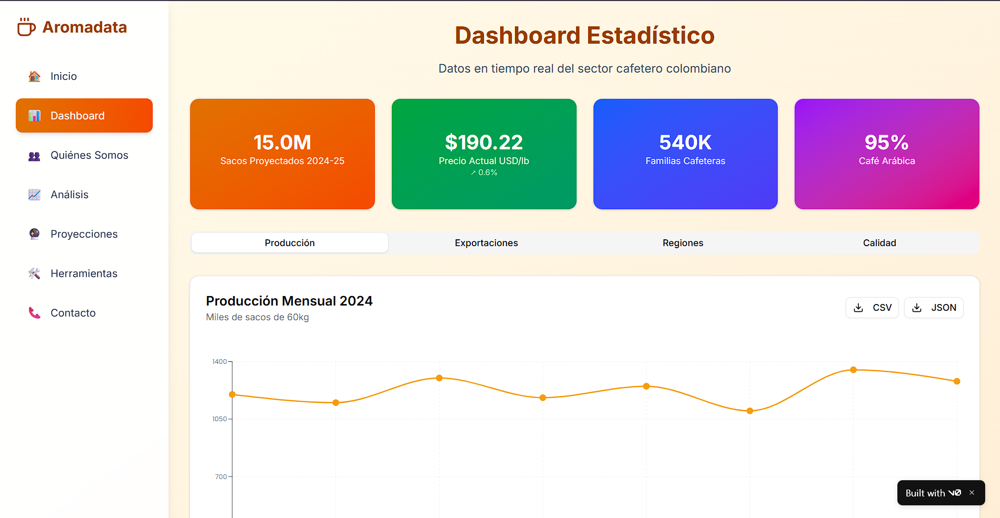 Aromadata
Inicio
Dashboard
Quiénes Somos
Análisis
Proyecciones
Herramientas
Contacto
Dashboard Estadístico
Datos en tiempo real del sector cafetero colombiano
15.0M
Sacos Proyectados 2024-25
$190.22
Precio Actual USD/lb
↗ 0.6%
540K
Familias Cafeteras
95%
Café Arábica
Producción Exportaciones Regiones Calidad
Producción Mensual 2024
Miles de sacos de 60kg
CSV JSON
1400
1050
700
Built with v0 ×